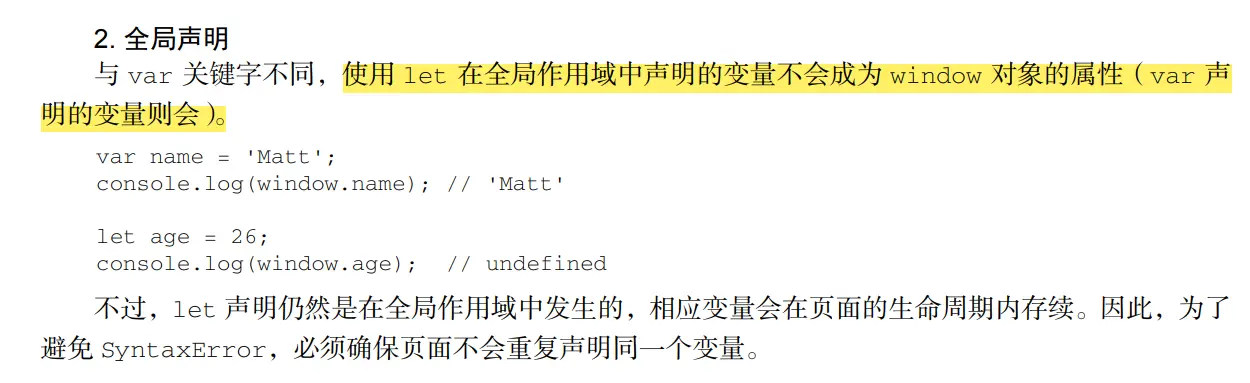 2. 全局声明
与 var 关键字不同，使用 let 在全局作用域中声明的变量不会成为 window 对象的属性（var 声
明的变量则会）。
var name = 'Matt';
console.log(window.name); // 'Matt'
let age = 26;
console.log(window.age);  // undefined
不过，let 声明仍然是在全局作用域中发生的，相应变量会在页面的生命周期内存续。因此，为了
避免 SyntaxError，必须确保页面不会重复声明同一个变量。